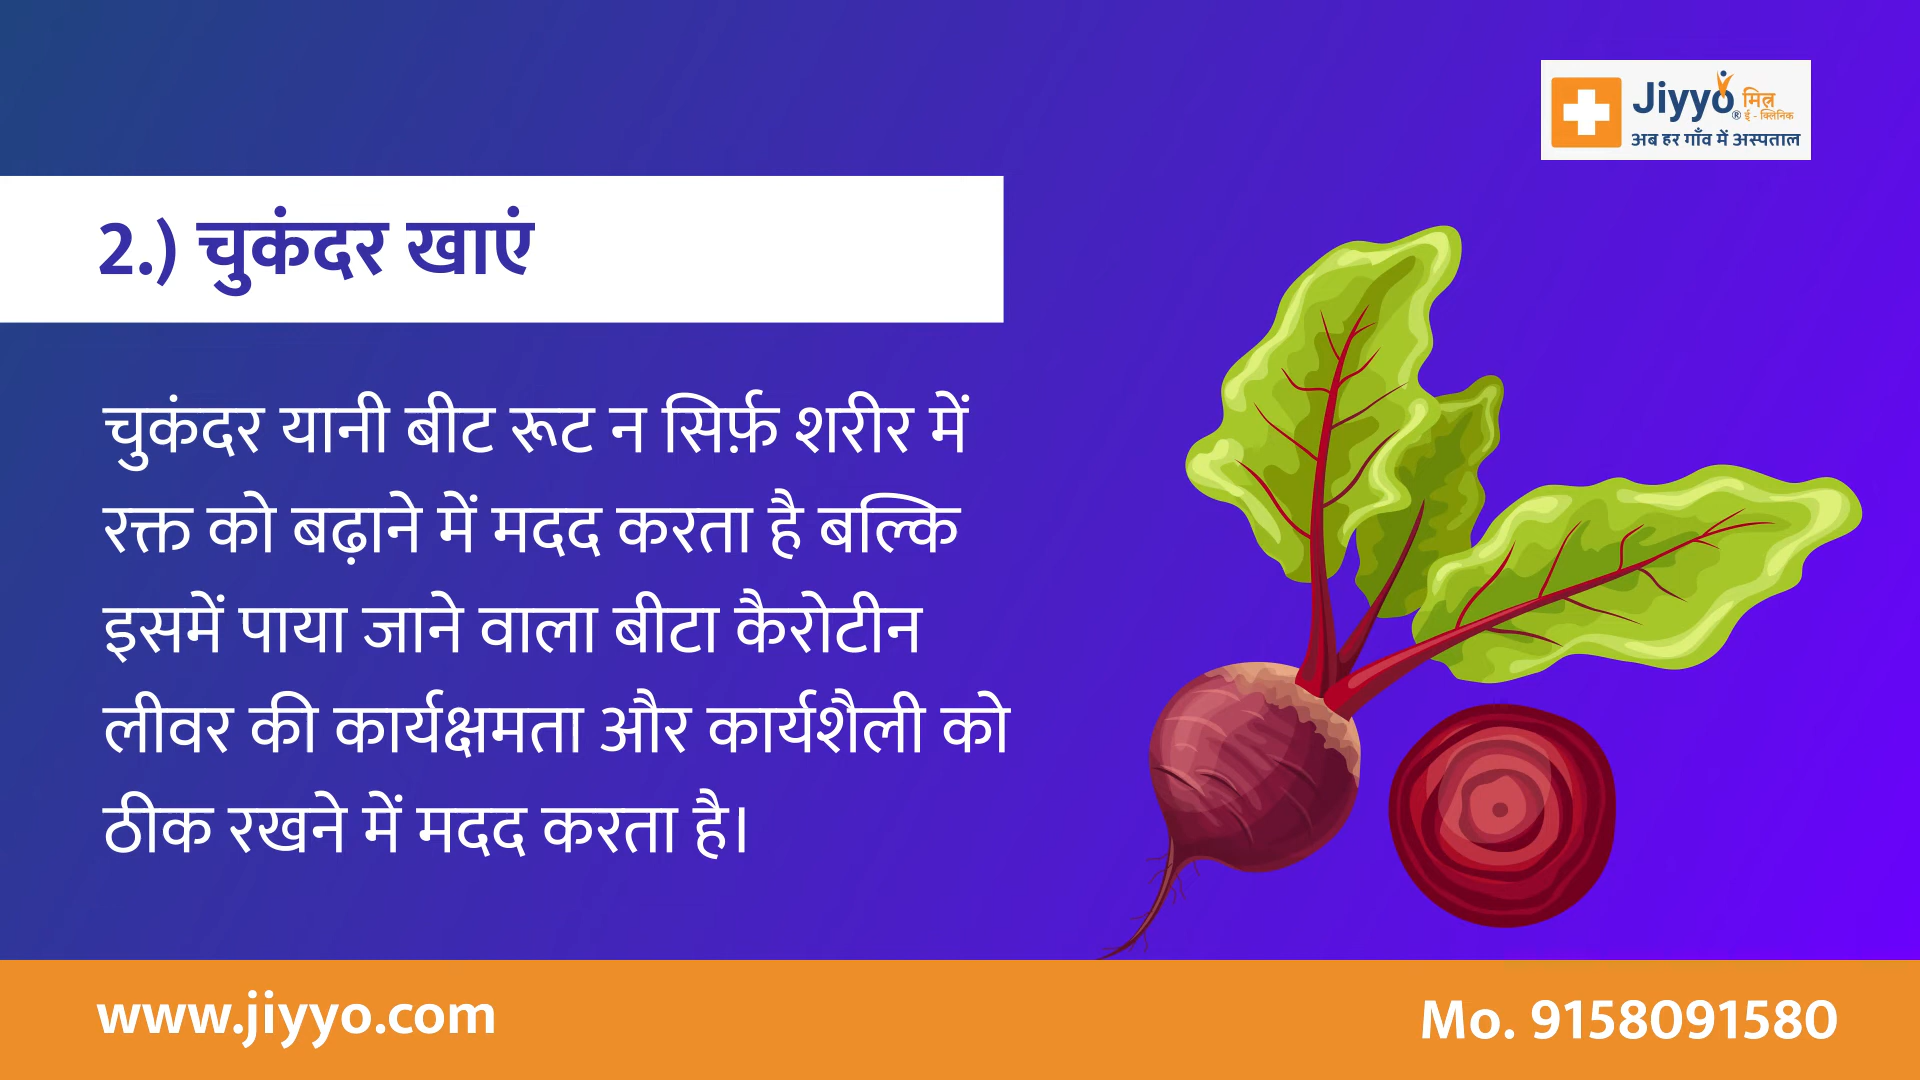 Jiyyo® मित्र
ई - क्लिनिक
अब हर गाँव में अस्पताल
2.) चुकंदर खाएं
चुकंदर यानी बीट रूट न सिर्फ़ शरीर में
रक्त को बढ़ाने में मदद करता है बल्कि
इसमें पाया जाने वाला बीटा कैरोटीन
लीवर की कार्यक्षमता और कार्यशैली को
ठीक रखने में मदद करता है।
www.jiyyo.com
Mo. 9158091580